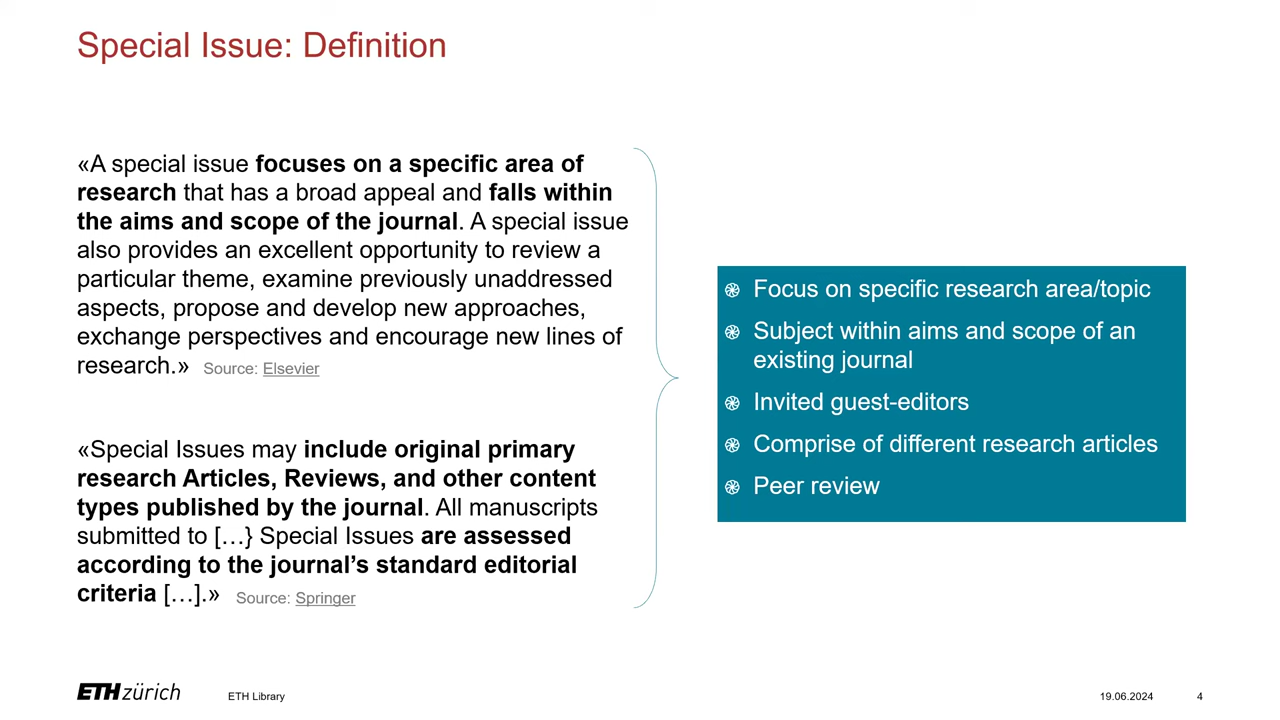 Special Issue: Definition
«A special issue focuses on a specific area of
research that has a broad appeal and falls within
the aims and scope of the journal. A special issue
also provides an excellent opportunity to review a
particular theme, examine previously unaddressed
aspects, propose and develop new approaches,
exchange perspectives and encourage new lines of
research.» Source: Elsevier
«Special Issues may include original primary
research Articles, Reviews, and other content
types published by the journal. All manuscripts
submitted to […} Special Issues are assessed
according to the journal’s standard editorial
criteria […].» Source: Springer
Focus on specific research area/topic
Subject within aims and scope of an
existing journal
Invited guest-editors
Comprise of different research articles
Peer review
ETH zürich
ETH Library
19.06.2024
4